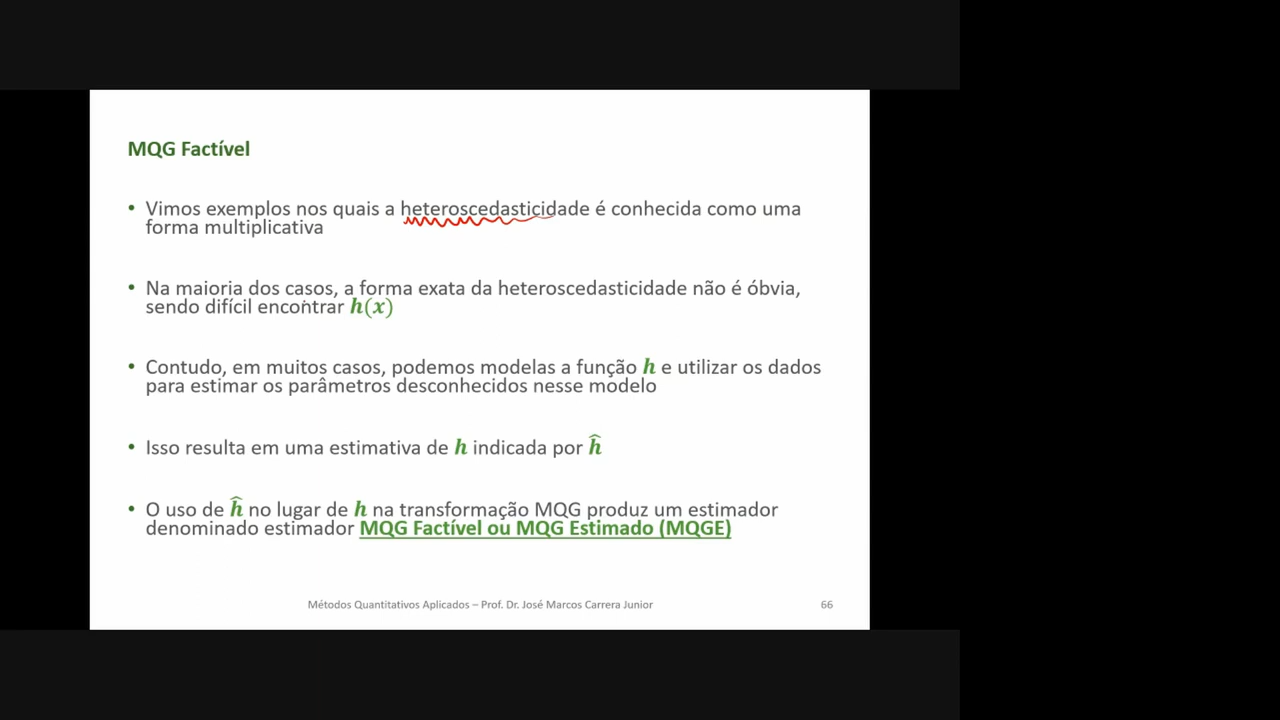 MQG Factível
• Vimos exemplos nos quais a heteroscedasticidade é conhecida como uma
forma multiplicativa
• Na maioria dos casos, a forma exata da heteroscedasticidade não é óbvia,
sendo difícil encontrar h(x)
• Contudo, em muitos casos, podemos modelas a função h e utilizar os dados
para estimar os parâmetros desconhecidos nesse modelo
• Isso resulta em uma estimativa de h indicada por ĥ
• O uso de ĥ no lugar de h na transformação MQG produz um estimador
denominado estimador MQG Factível ou MQG Estimado (MQGE)
Métodos Quantitativos Aplicados – Prof. Dr. José Marcos Carrera Junior
66